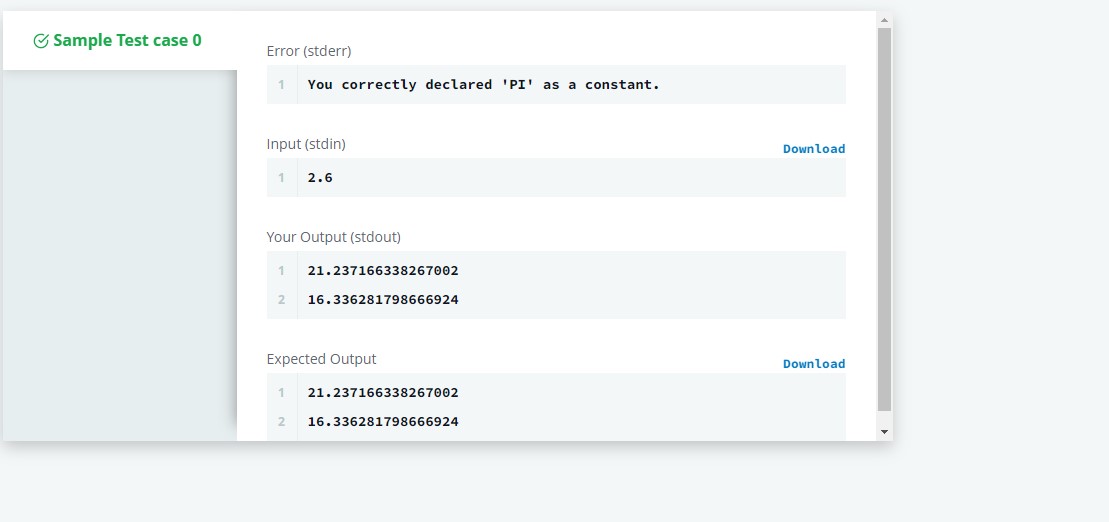 Sample Test case 0
Error (stderr)
1 You correctly declared 'PI' as a constant.
Input (stdin)
Download
1 2.6
Your Output (stdout)
1 21.237166338267002
2 16.336281798666924
Expected Output
Download
1 21.237166338267002
2 16.336281798666924